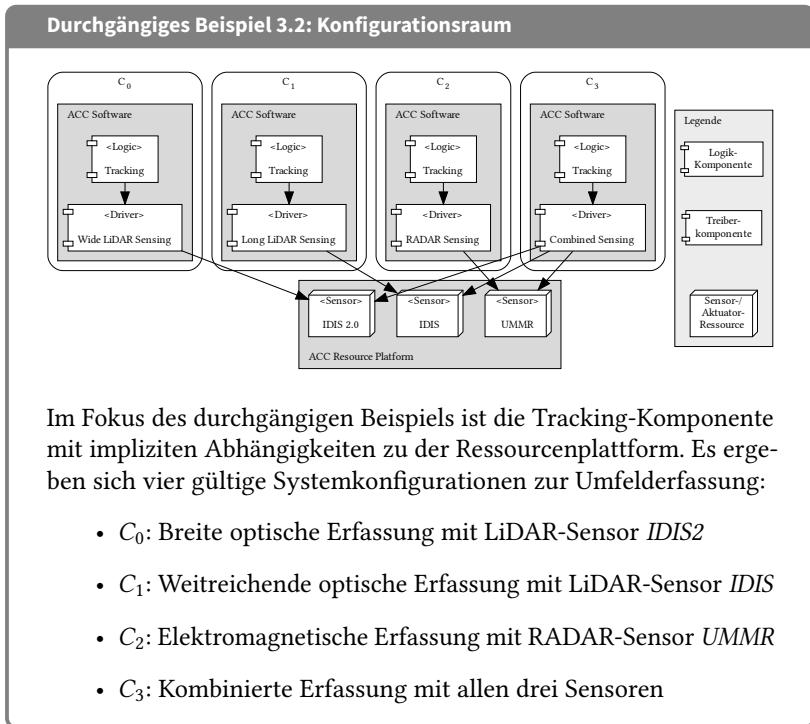 Durchgängiges Beispiel 3.2: Konfigurationsraum
C0
ACC Software
<Logic>
Tracking
<Driver>
Wide LiDAR Sensing
C1
ACC Software
<Logic>
Tracking
<Driver>
Long LiDAR Sensing
C2
ACC Software
<Logic>
Tracking
<Driver>
RADAR Sensing
C3
ACC Software
<Logic>
Tracking
<Driver>
Combined Sensing
<Sensor>
IDIS 2.0
<Sensor>
IDIS
<Sensor>
UMMR
ACC Resource Platform
Legende
Logik-
Komponente
Treiber-
komponente
Sensor-/
Aktuator-
Ressource
Im Fokus des durchgängigen Beispiels ist die Tracking-Komponente
mit impliziten Abhängigkeiten zu der Ressourcenplattform. Es erge-
ben sich vier gültige Systemkonfigurationen zur Umfelderfassung:
• C0: Breite optische Erfassung mit LiDAR-Sensor IDIS2
• C1: Weitreichende optische Erfassung mit LiDAR-Sensor IDIS
• C2: Elektromagnetische Erfassung mit RADAR-Sensor UMMR
• C3: Kombinierte Erfassung mit allen drei Sensoren